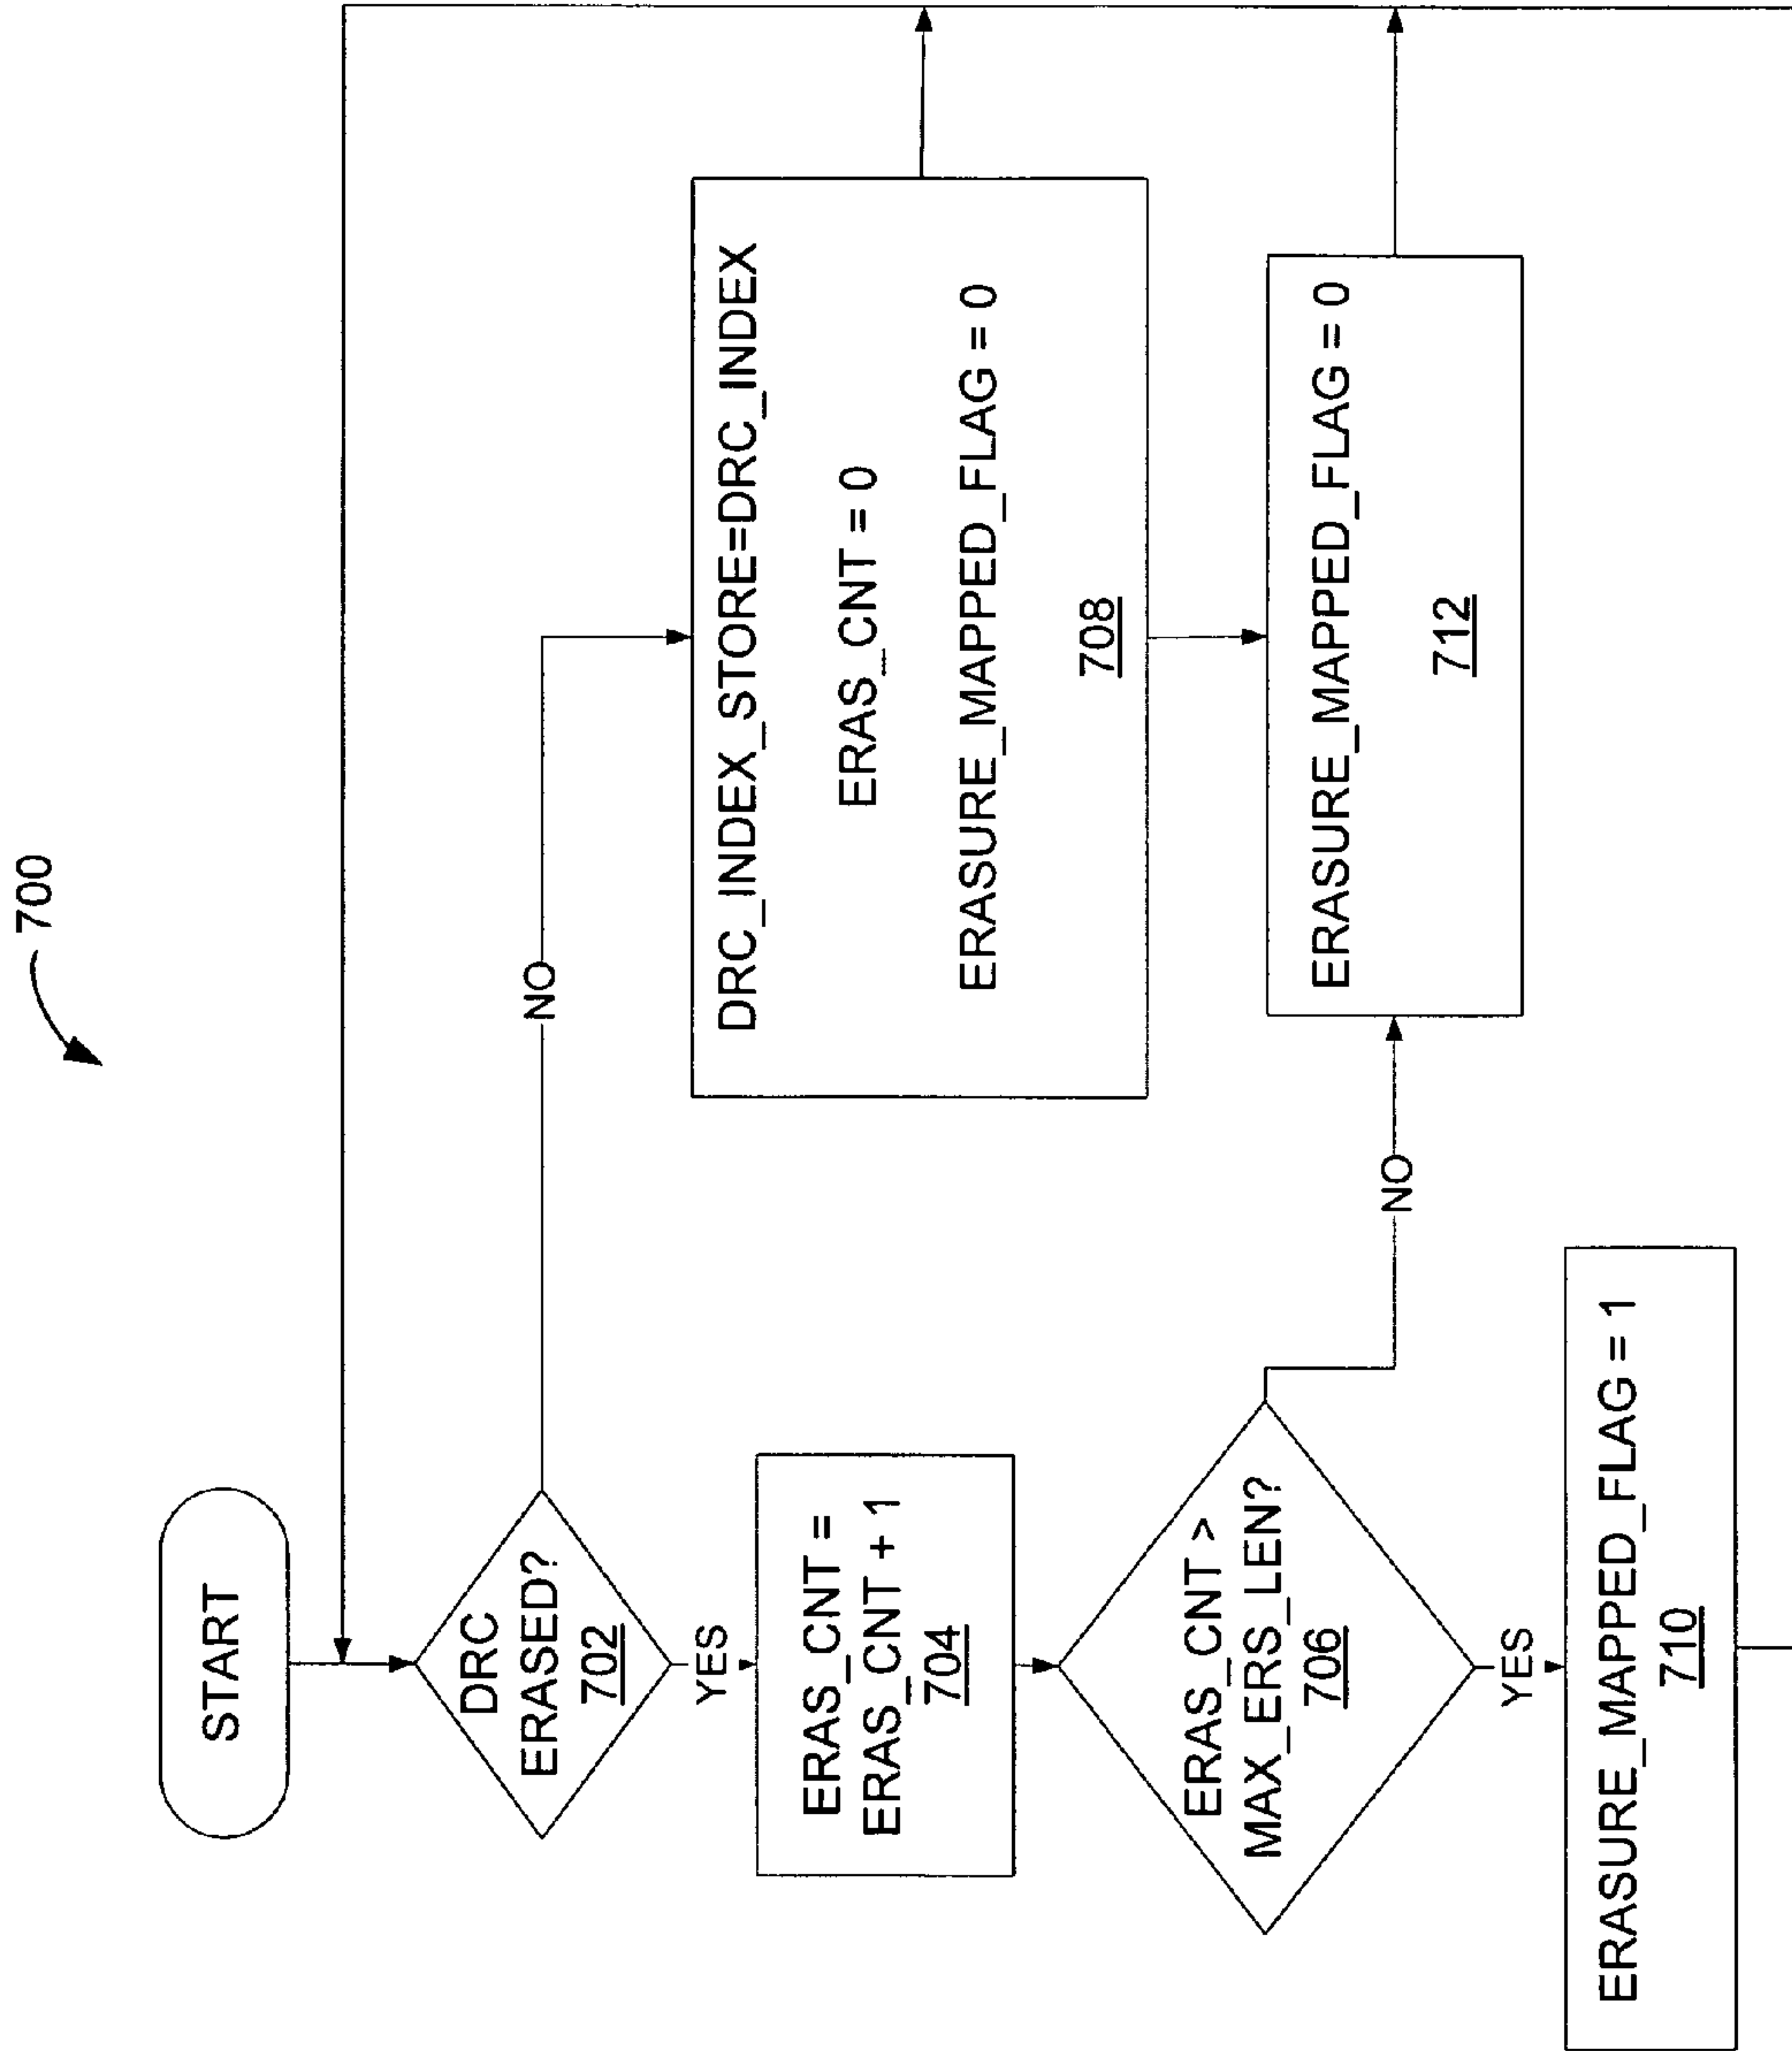 700
START
DRC
ERASED?
702
NO
YES
ERAS_CNT =
ERAS_CNT + 1
704
DRC_INDEX_STORE=DRC_INDEX
ERAS_CNT = 0
ERASURE_MAPPED_FLAG = 0
708
ERAS_CNT >
MAX_ERS_LEN?
706
NO
YES
ERASURE_MAPPED_FLAG = 0
712
ERASURE_MAPPED_FLAG = 1
710